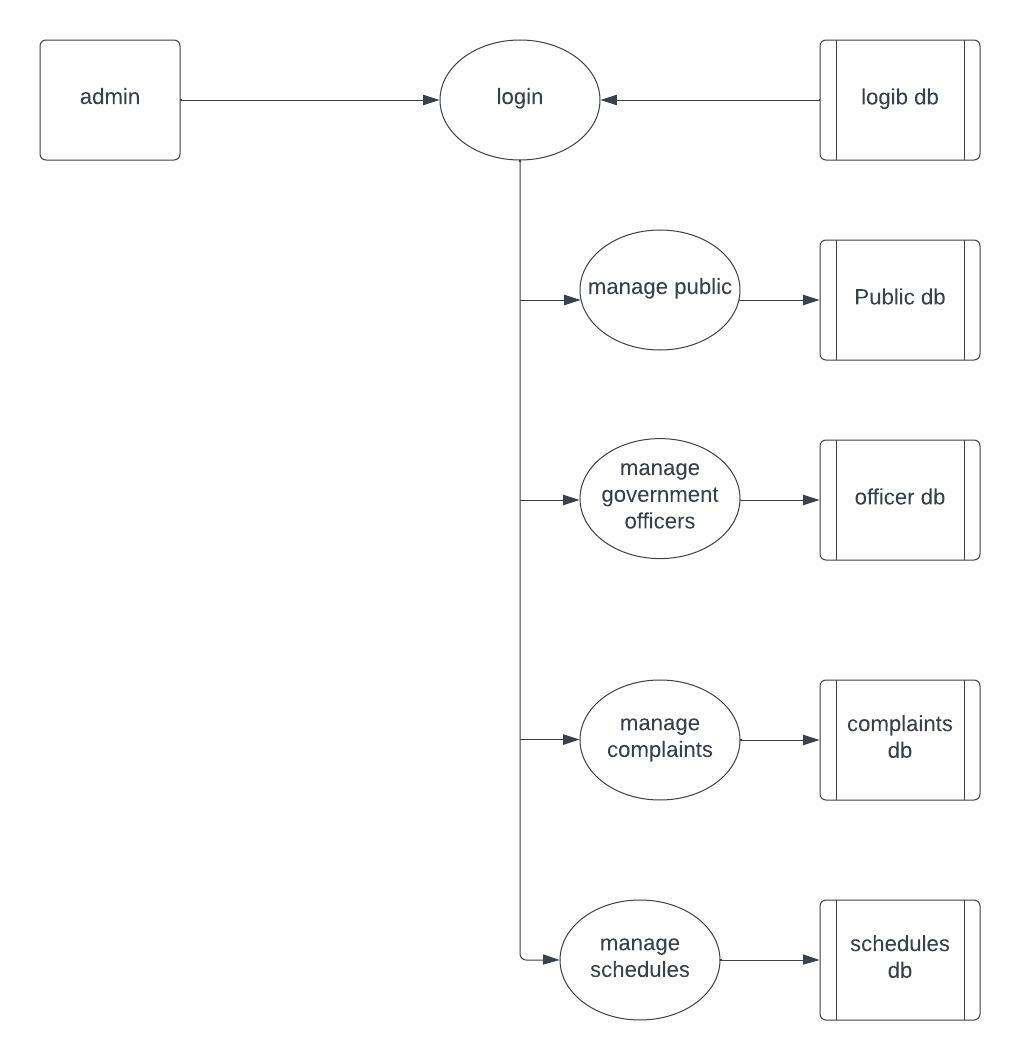 admin
login
logib db
manage public
Public db
manage
government
officers
officer db
manage
complaints
complaints
db
manage
schedules
schedules
db